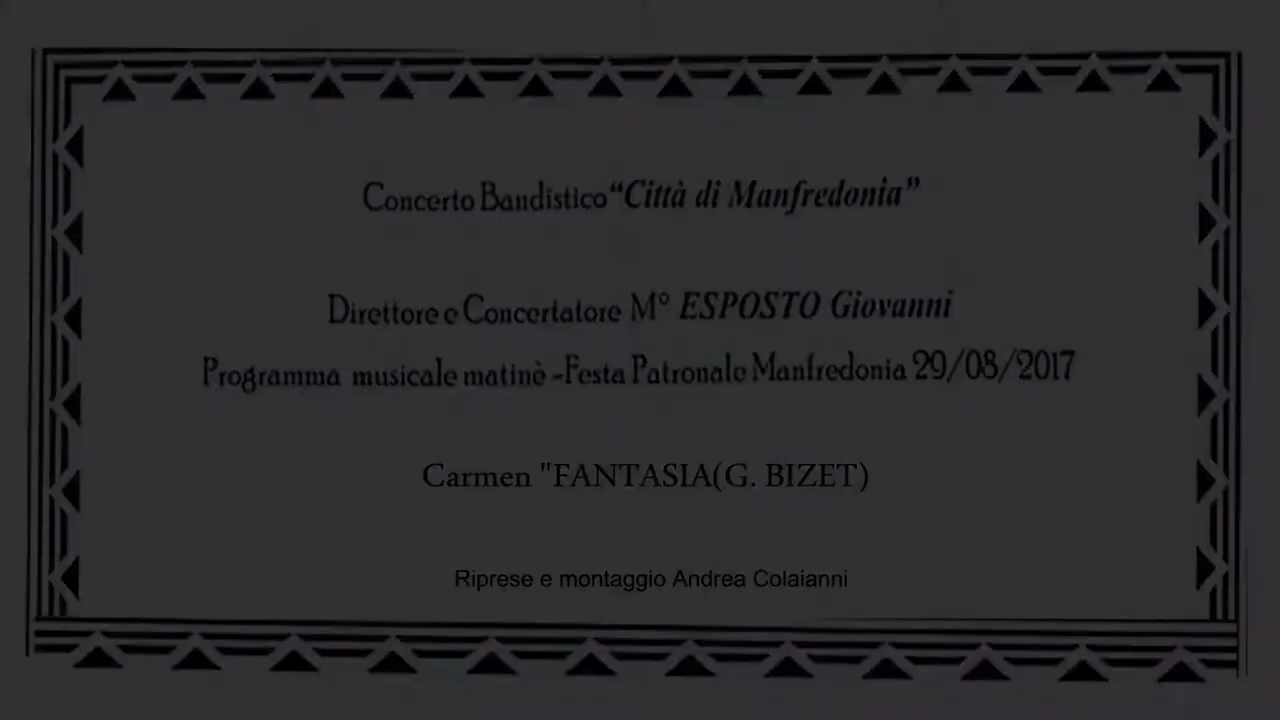 Concerto Bandistico "Città di Manfredonia"
Direttore e Concertatore M° ESPOSTO Giovanni
Programma musicale matinè -Festa Patronale Manfredonia 29/08/2017
Carmen "FANTASIA(G. BIZET)
Riprese e montaggio Andrea Colaianni